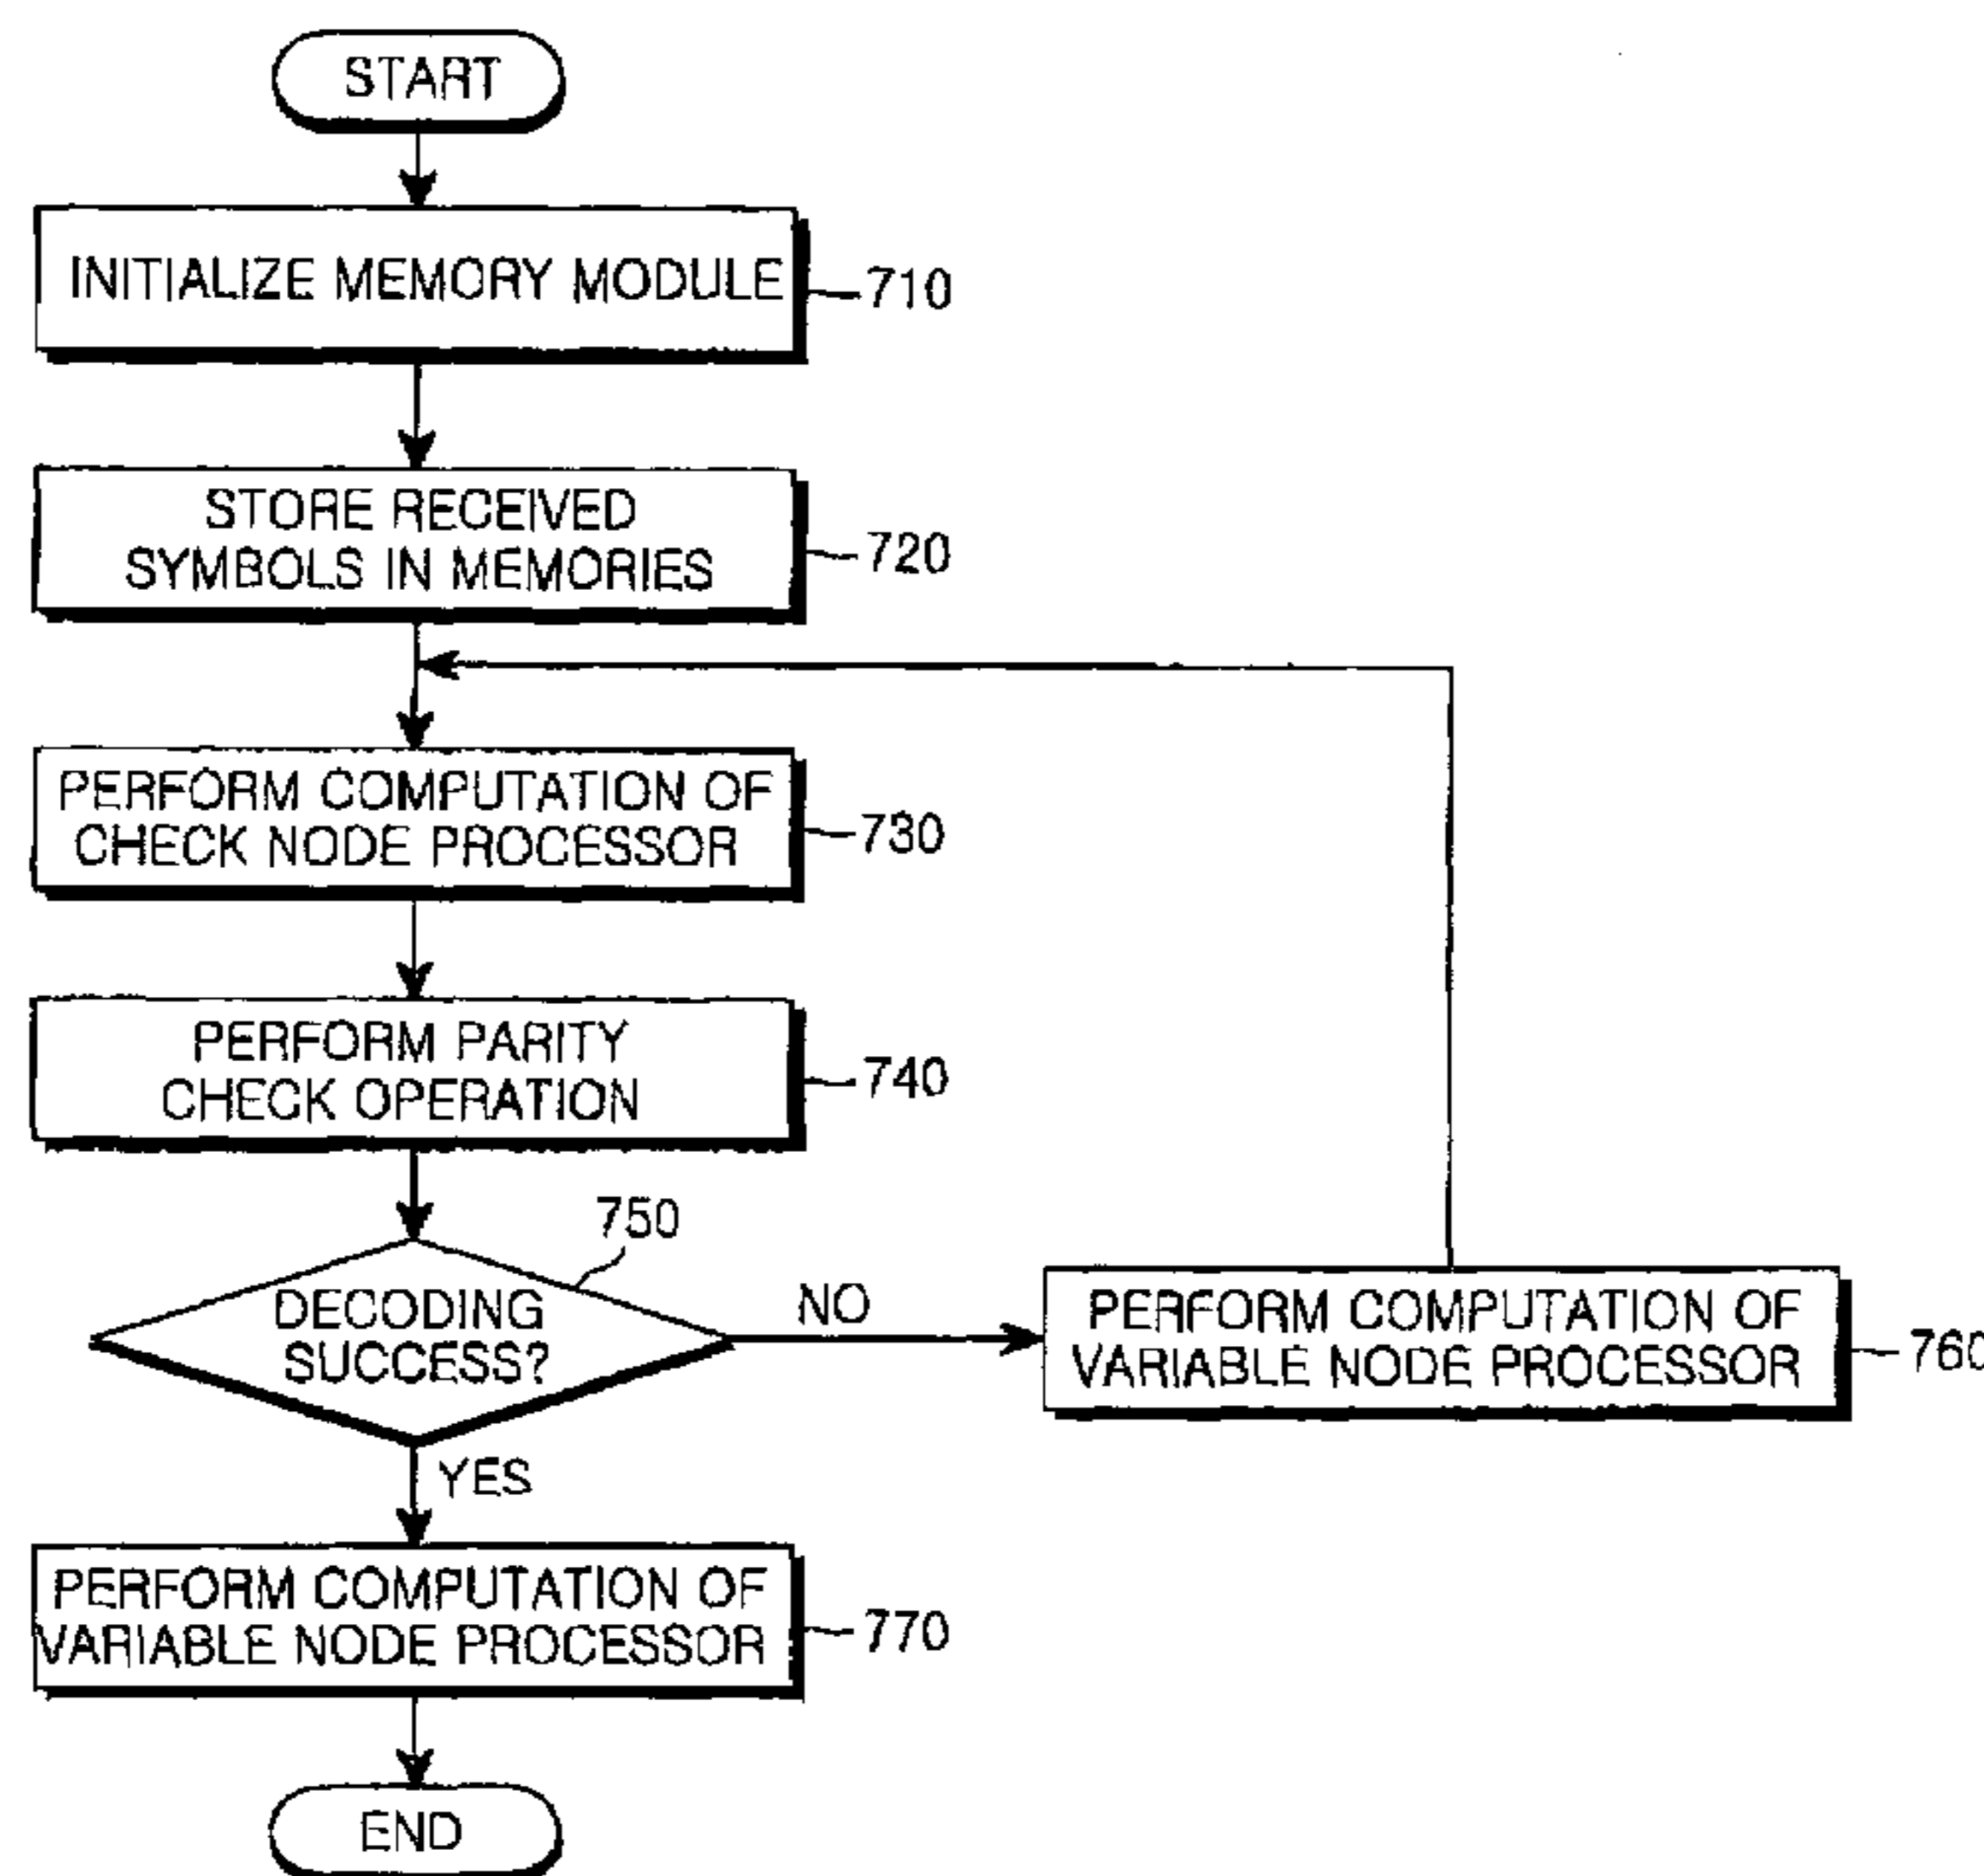 START
INITIALIZE MEMORY MODULE
710
STORE RECEIVED
SYMBOLS IN MEMORIES
720
PERFORM COMPUTATION OF
CHECK NODE PROCESSOR
730
PERFORM PARITY
CHECK OPERATION
740
750
DECODING
SUCCESS?
NO
PERFORM COMPUTATION OF
VARIABLE NODE PROCESSOR
760
YES
PERFORM COMPUTATION OF
VARIABLE NODE PROCESSOR
770
END